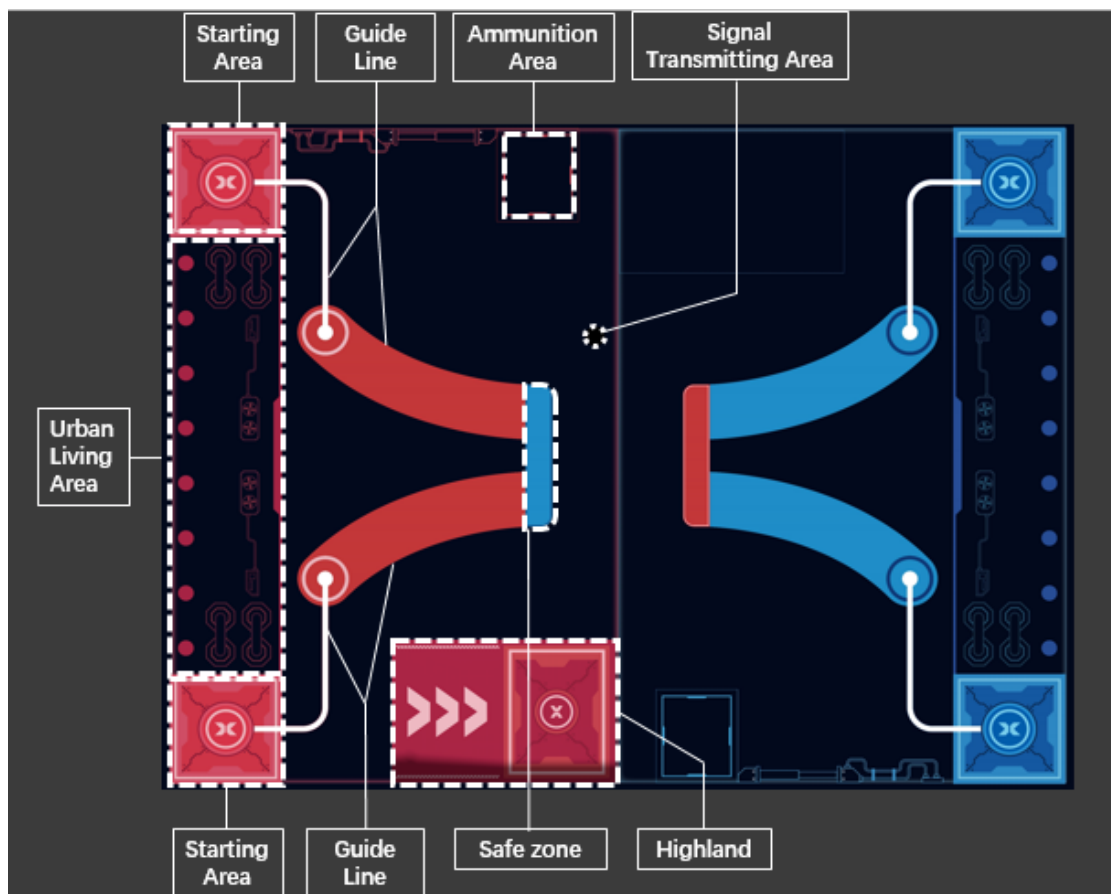 Starting
Area
Guide
Line
Ammunition
Area
Signal
Transmitting Area
Urban
Living
Area
Starting
Area
Guide
Line
Safe zone
Highland